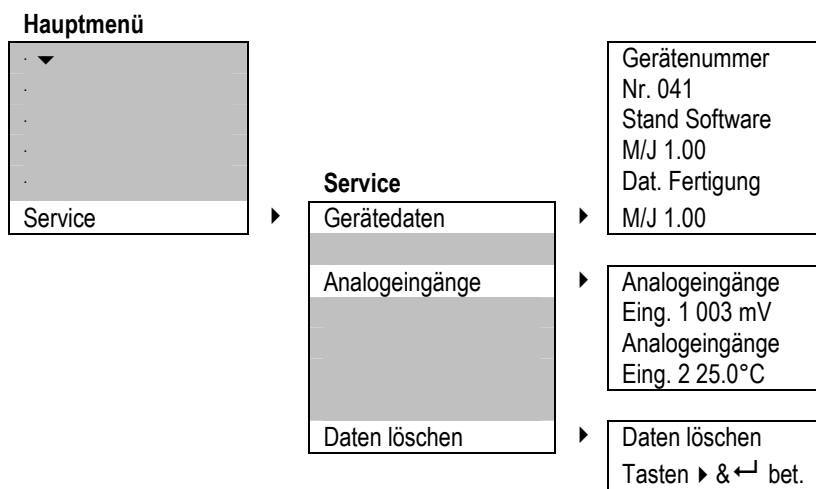 Hauptmenü
Service
Service
Gerätedaten
Analogeingänge
Daten löschen
Gerätenummer
Nr. 041
Stand Software
M/J 1.00
Dat. Fertigung
M/J 1.00
Analogeingänge
Eing. 1 003 mV
Analogeingänge
Eing. 2 25.0°C
Daten löschen
Tasten ▸ &↵ bet.